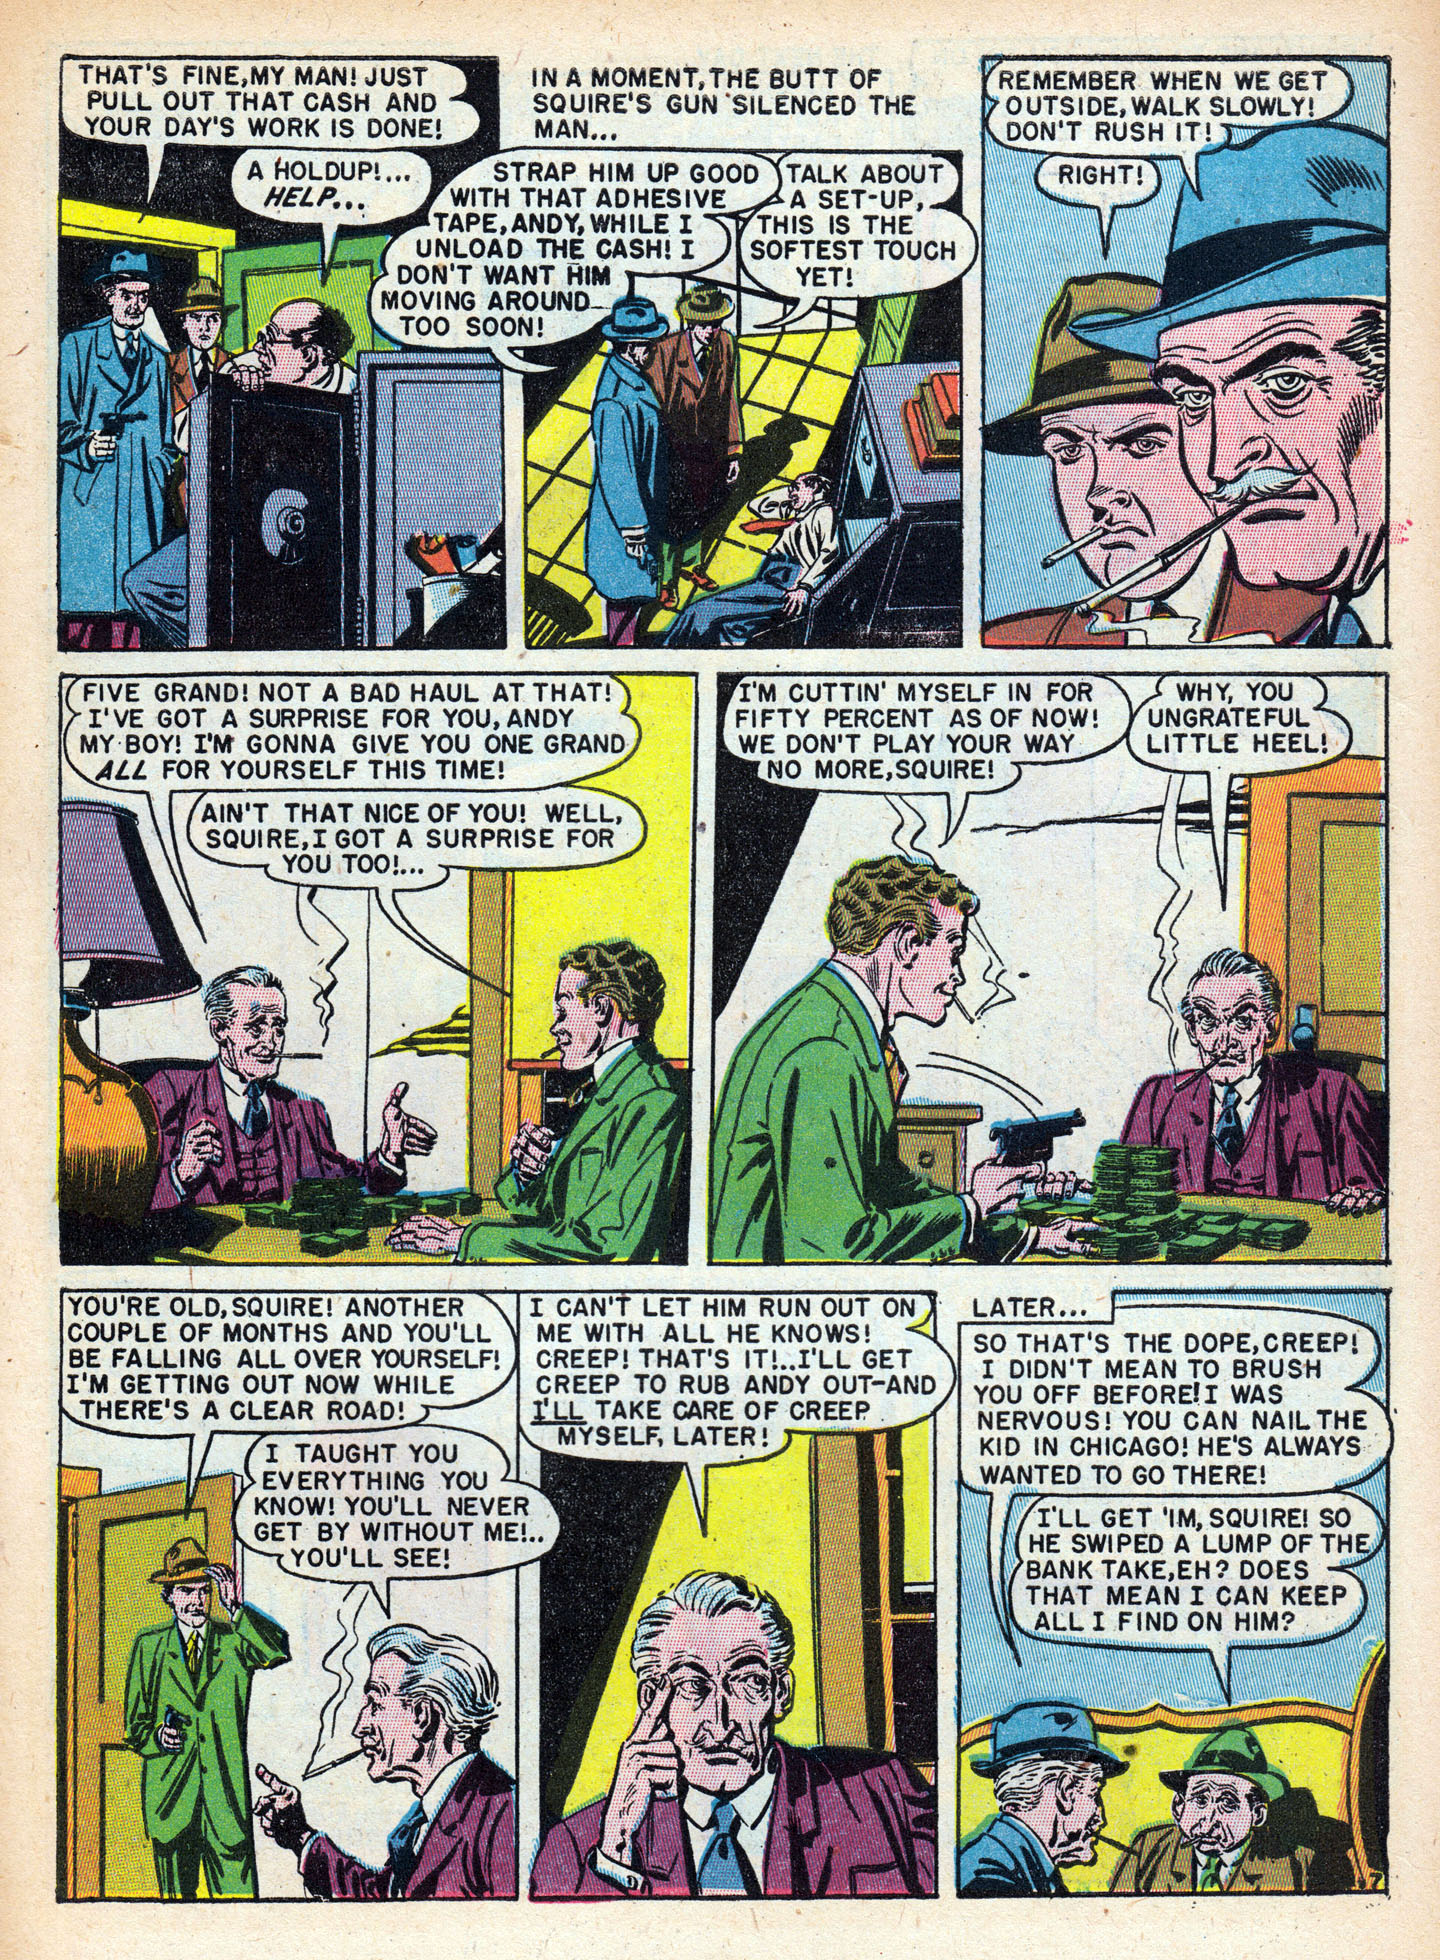 THAT'S FINE, MY MAN! JUST
PULL OUT THAT CASH AND
YOUR DAY'S WORK IS DONE!
A HOLDUP!...
HELP...
IN A MOMENT, THE BUTT OF
SQUIRE'S GUN SILENCED THE
MAN...
STRAP HIM UP GOOD
WITH THAT ADHESIVE
TAPE, ANDY, WHILE I
UNLOAD THE CASH! I
DON'T WANT HIM
MOVING AROUND
TOO SOON!
TALK ABOUT
A SET-UP,
THIS IS THE
SOFTEST TOUCH
YET!
REMEMBER WHEN WE GET
OUTSIDE, WALK SLOWLY!
DON'T RUSH IT!
RIGHT!
FIVE GRAND! NOT A BAD HAUL AT THAT!
I'VE GOT A SURPRISE FOR YOU, ANDY
MY BOY! I'M GONNA GIVE YOU ONE GRAND
ALL FOR YOURSELF THIS TIME!
AIN'T THAT NICE OF YOU! WELL,
SQUIRE, I GOT A SURPRISE FOR
YOU TOO!...
I'M CUTTIN' MYSELF IN FOR
FIFTY PERCENT AS OF NOW!
WE DON'T PLAY YOUR WAY
NO MORE, SQUIRE!
WHY, YOU
UNGRATEFUL
LITTLE HEEL!
YOU'RE OLD, SQUIRE! ANOTHER
COUPLE OF MONTHS AND YOU'LL
BE FALLING ALL OVER YOURSELF!
I'M GETTING OUT NOW WHILE
THERE'S A CLEAR ROAD!
I TAUGHT YOU
EVERYTHING YOU
KNOW! YOU'LL NEVER
GET BY WITHOUT ME!..
YOU'LL SEE!
I CAN'T LET HIM RUN OUT ON
ME WITH ALL HE KNOWS!
CREEP! THAT'S IT!..I'LL GET
CREEP TO RUB ANDY OUT-AND
I'LL TAKE CARE OF CREEP
MYSELF, LATER!
LATER...
SO THAT'S THE DOPE, CREEP!
I DIDN'T MEAN TO BRUSH
YOU OFF BEFORE! I WAS
NERVOUS! YOU CAN NAIL THE
KID IN CHICAGO! HE'S ALWAYS
WANTED TO GO THERE!
I'LL GET 'IM, SQUIRE! SO
HE SWIPED A LUMP OF THE
BANK TAKE, EH? DOES
THAT MEAN I CAN KEEP
ALL I FIND ON HIM?
7